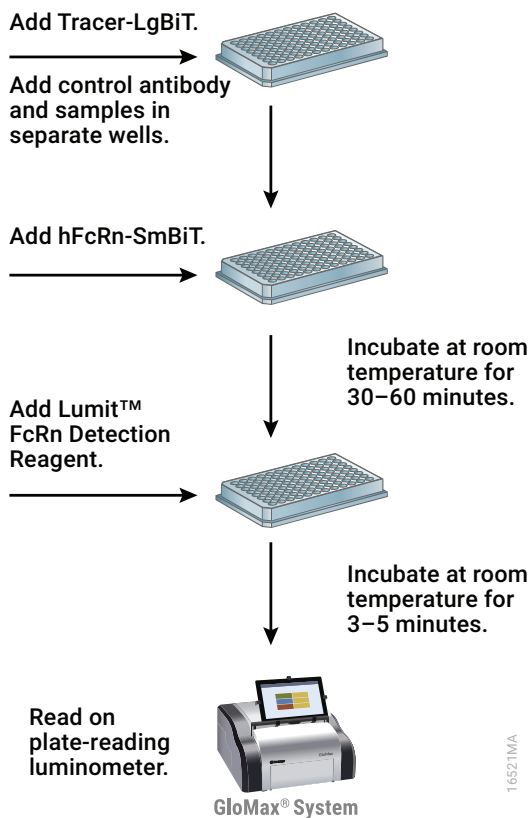 Add Tracer-LgBiT.
Add control antibody
and samples in
separate wells.
Add hFcRn-SmBiT.
Incubate at room
temperature for
30–60 minutes.
Add Lumit™
FcRn Detection
Reagent.
Incubate at room
temperature for
3–5 minutes.
Read on
plate-reading
luminometer.
GloMax® System
16521MA